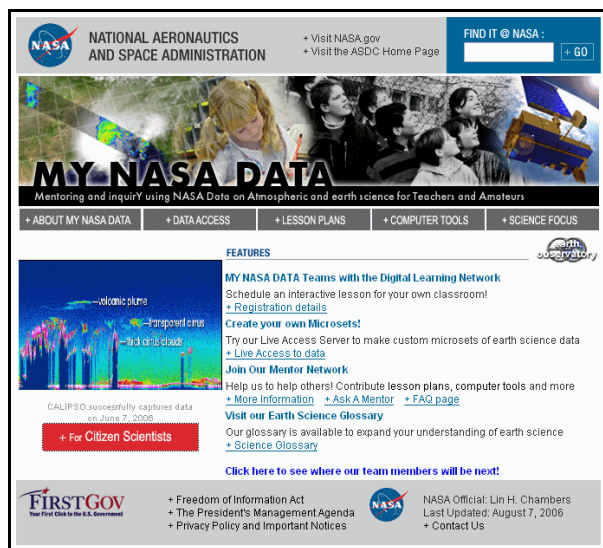 NASA
NATIONAL AERONAUTICS
AND SPACE ADMINISTRATION
+ Visit NASA.gov
+ Visit the ASDC Home Page
FIND IT @ NASA :
+ GO
MY NASA DATA
Mentoring and inquirY using NASA Data on Atmospheric and earth science for Teachers and Amateurs
+ ABOUT MY NASA DATA
+ DATA ACCESS
+ LESSON PLANS
+ COMPUTER TOOLS
+ SCIENCE FOCUS
FEATURES
earth
observatory
volcanic plume
transparent cirrus
thick cirrus clouds
CALIPSO successfully captures data
on June 7, 2006
+ For Citizen Scientists
MY NASA DATA Teams with the Digital Learning Network
Schedule an interactive lesson for your own classroom!
+ Registration details
Create your own Microsets!
Try our Live Access Server to make custom microsets of earth science data
+ Live Access to data
Join Our Mentor Network
Help us to help others! Contribute lesson plans, computer tools and more
+ More Information + Ask A Mentor + FAQ page
Visit our Earth Science Glossary
Our glossary is available to expand your understanding of earth science
+ Science Glossary
Click here to see where our team members will be next!
FIRSTGOV
Your First Click to the U.S. Government
+ Freedom of Information Act
+ The President's Management Agenda
+ Privacy Policy and Important Notices
NASA
NASA Official: Lin H. Chambers
Last Updated: August 7, 2006
+ Contact Us